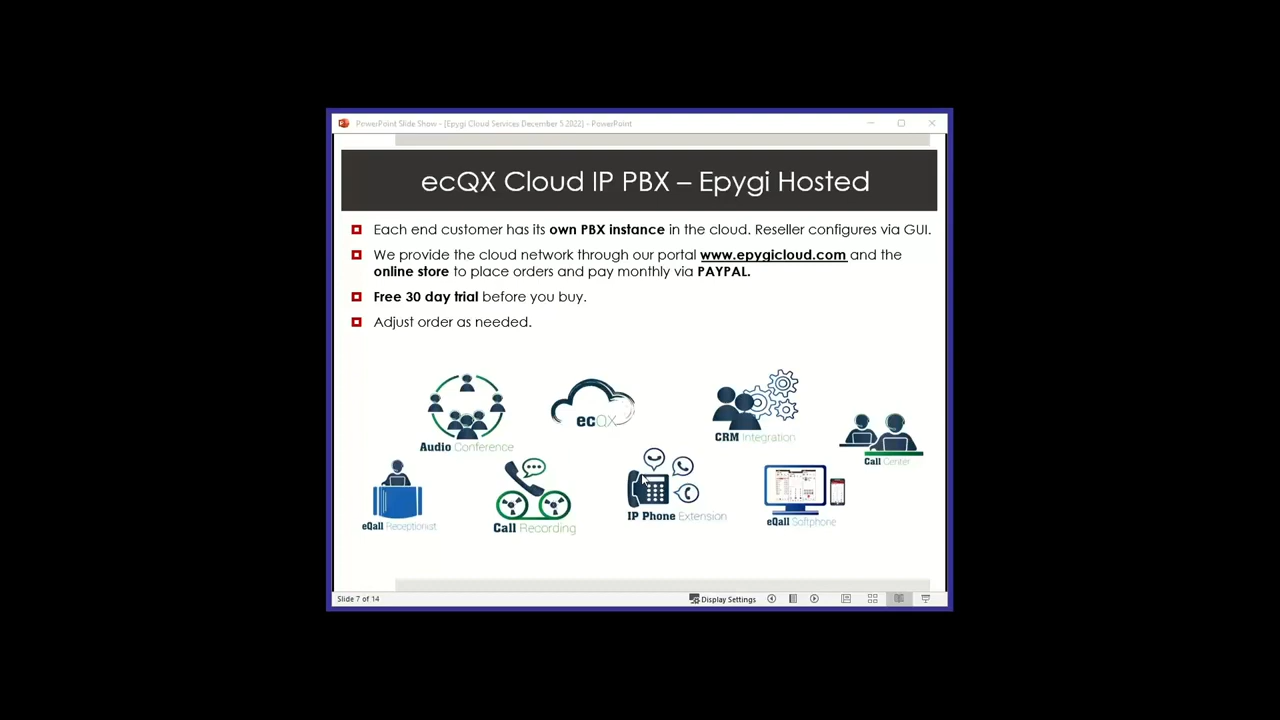 PowerPoint Slide Show - [Epygi Cloud Services December 5 2022] - PowerPoint
ecQX Cloud IP PBX – Epygi Hosted
Each end customer has its own PBX instance in the cloud. Reseller configures via GUI.
We provide the cloud network through our portal www.epygicloud.com and the
online store to place orders and pay monthly via PAYPAL.
Free 30 day trial before you buy.
Adjust order as needed.
Audio Conference
ecQX
CRM Integration
Call Center
eQall Receptionist
Call Recording
IP Phone Extension
eQall Softphone
Slide 7 of 14
Display Settings